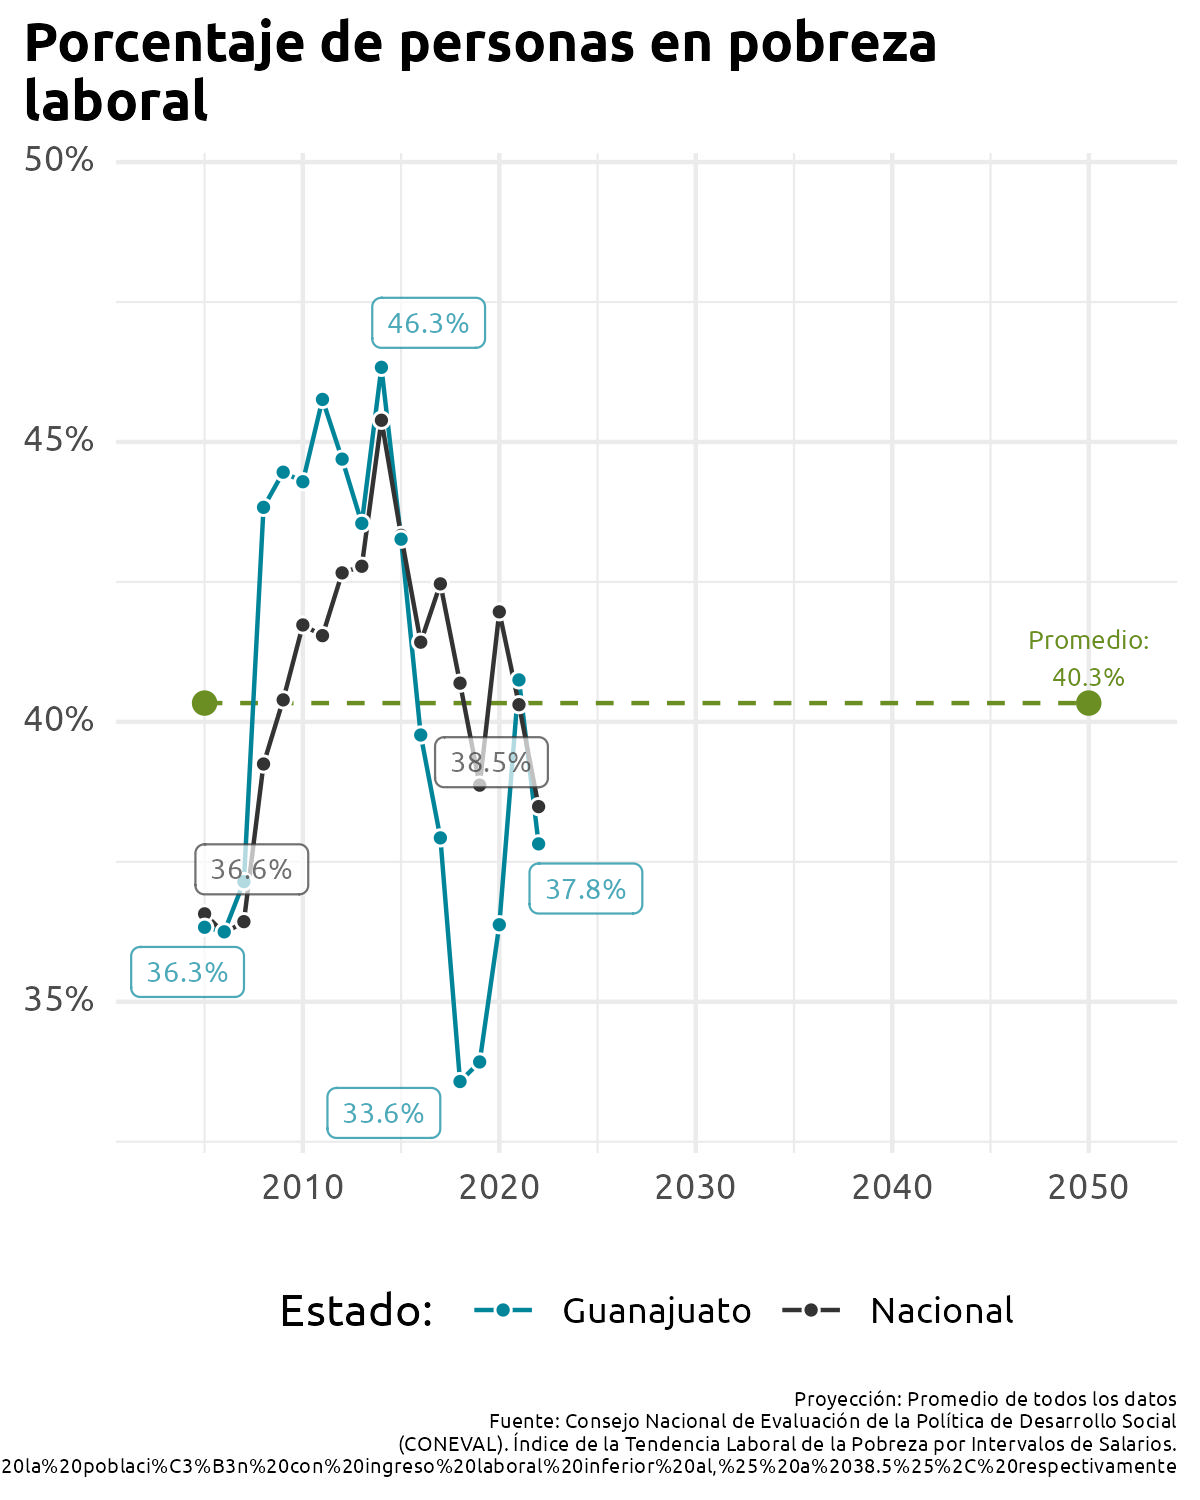 Porcentaje de personas en pobreza
laboral
50%
46.3%
45%
Promedio:
40.3%
40%
38.5%
36.6%
37.8%
36.3%
35%
33.6%
2010 2020 2030 2040 2050
Estado: Guanajuato Nacional
Proyección: Promedio de todos los datos
Fuente: Consejo Nacional de Evaluación de la Política de Desarrollo Social
(CONEVAL). Índice de la Tendencia Laboral de la Pobreza por Intervalos de Salarios.
20la%20poblaci%C3%B3n%20con%20ingreso%20laboral%20inferior%20al,%25%20a%2038.5%25%2C%20respectivamente